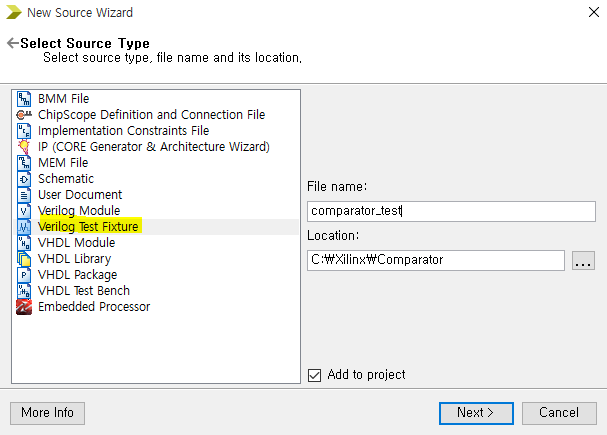 New Source Wizard
Select Source Type
Select source type, file name and its location.
BMM File
ChipScope Definition and Connection File
Implementation Constraints File
IP (CORE Generator & Architecture Wizard)
MEM File
Schematic
User Document
Verilog Module
Verilog Test Fixture
VHDL Module
VHDL Library
VHDL Package
VHDL Test Bench
Embedded Processor
File name:
comparator_test
Location:
C:₩Xilinx₩Comparator
...
Add to project
More Info
Next >
Cancel